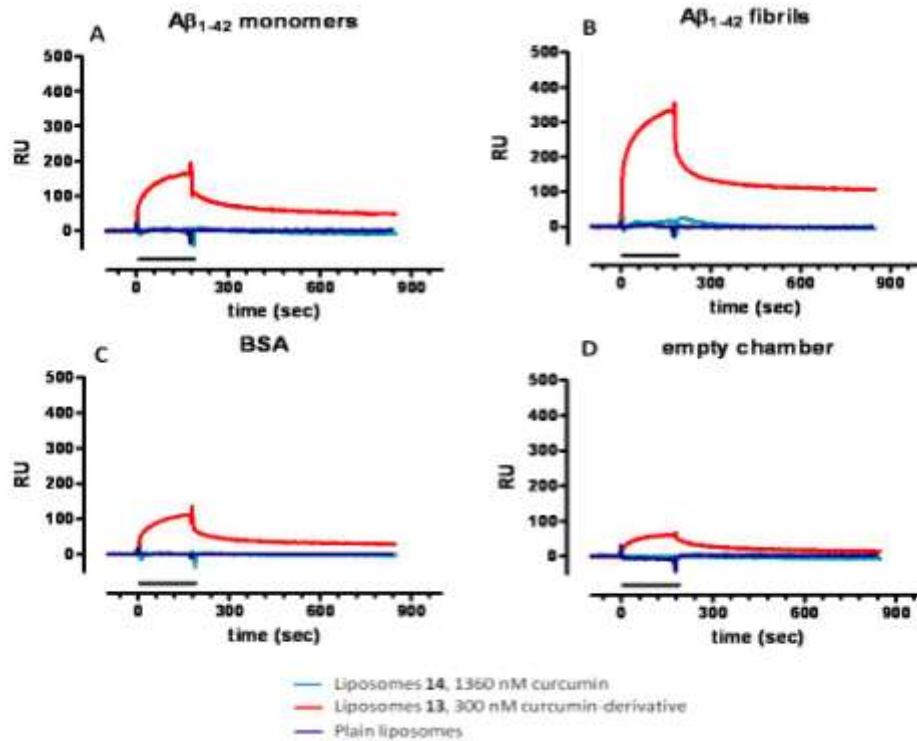 A
Aβ1-42 monomers
500
400
300
200
100
0
RU
0 300 600 900
time (sec)
B
Aβ1-42 fibrils
500
400
300
200
100
0
RU
0 300 600 900
time (sec)
C
BSA
500
400
300
200
100
0
RU
0 300 600 900
time (sec)
D
empty chamber
500
400
300
200
100
0
RU
0 300 600 900
time (sec)
Liposomes 14, 1360 nM curcumin
Liposomes 13, 300 nM curcumin-derivative
Plain liposomes